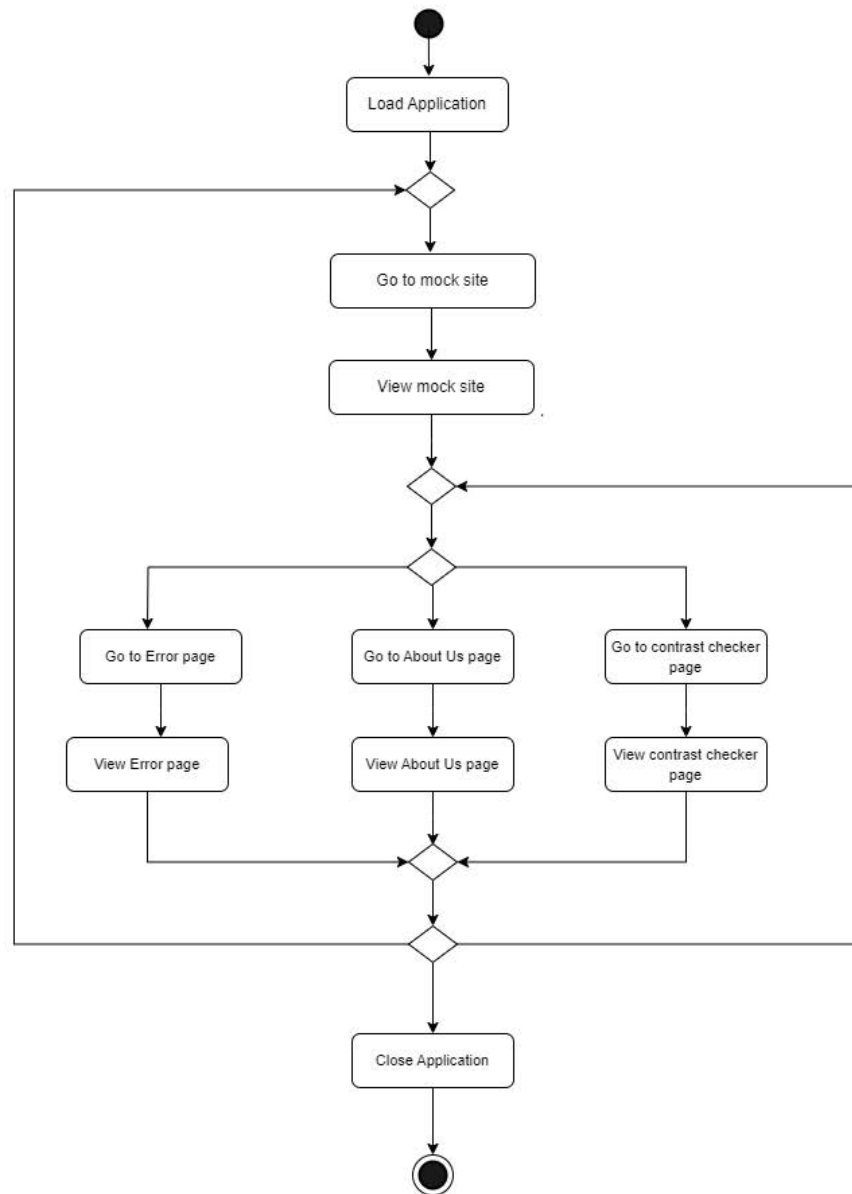 Load Application
Go to mock site
View mock site
Go to Error page
Go to About Us page
Go to contrast checker
page
View Error page
View About Us page
View contrast checker
page
Close Application